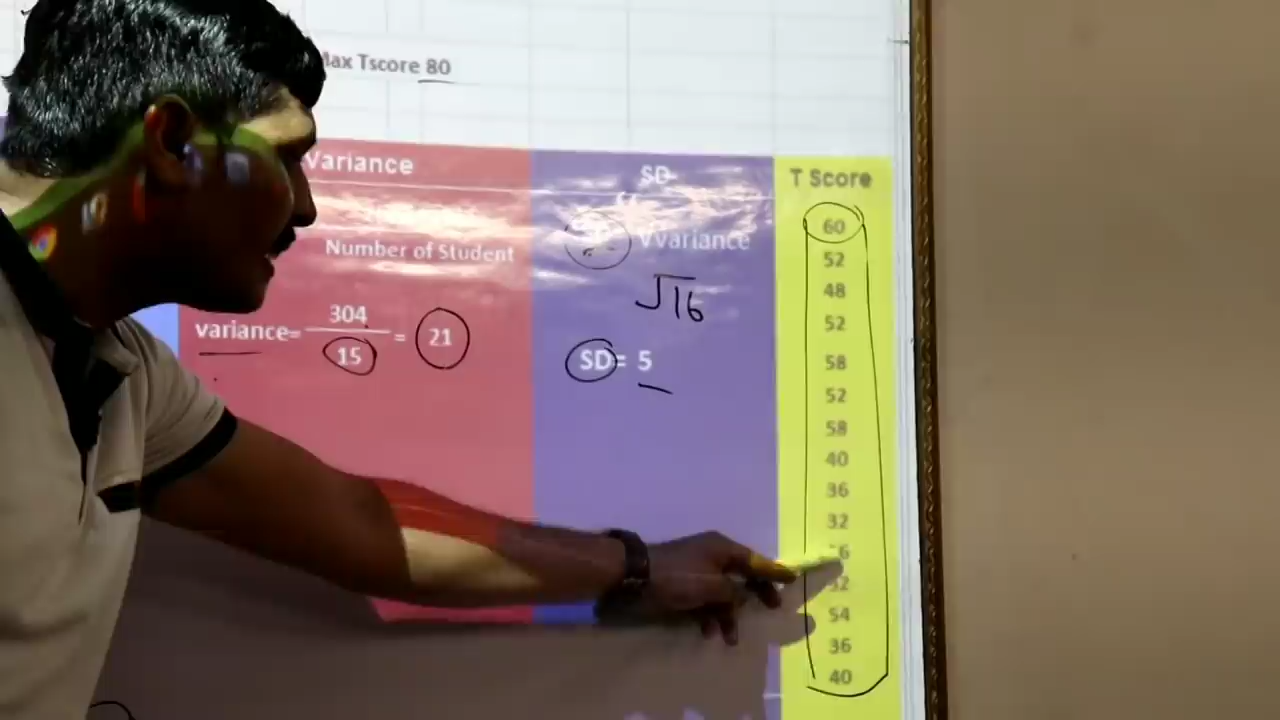 Max Tscore 80
Variance
Number of Student
variance= 304 / 15 = 21
SD
√variance
√16
SD= 5
T Score
60
52
48
52
58
52
58
40
36
32
54
36
40